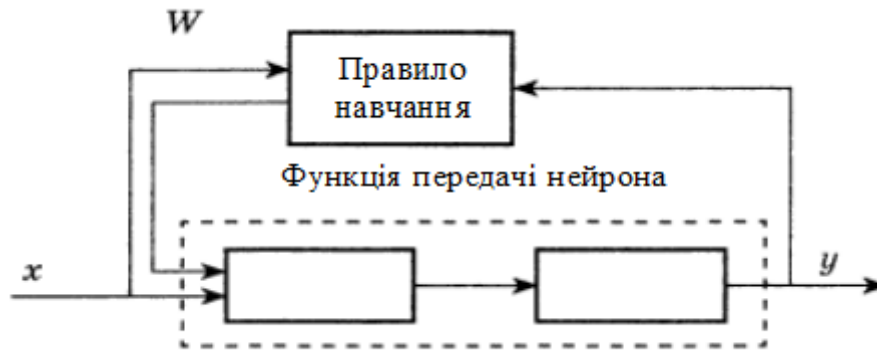 W
Правило
навчання
Функція передачі нейрона
x
y